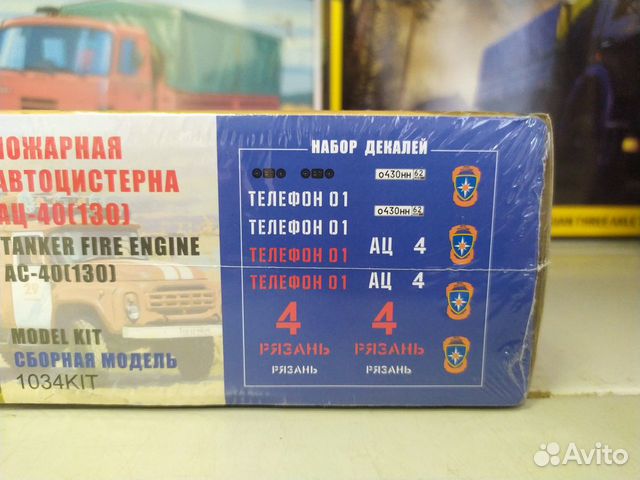 ПОЖАРНАЯ
АВТОЦИСТЕРНА
АЦ-40(130)
TANKER FIRE ENGINE
AC-40(130)
MODEL KIT
СБОРНАЯ МОДЕЛЬ
1034KIT
НАБОР ДЕКАЛЕЙ
ТЕЛЕФОН 01
ТЕЛЕФОН 01
ТЕЛЕФОН 01
ТЕЛЕФОН 01
о430нн 62
о430нн 62
АЦ 4
АЦ 4
4 4
РЯЗАНЬ РЯЗАНЬ
РЯЗАНЬ РЯЗАНЬ
Avito